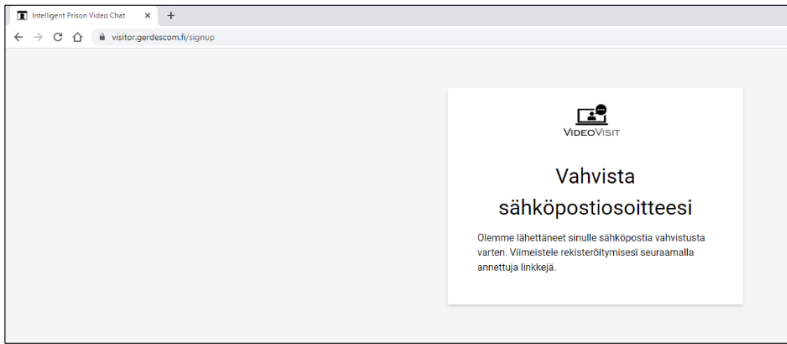 Intelligent Prison Video Chat
visitor.gerdescom.fi/signup
VIDEOVISIT
Vahvista
sähköpostiosoitteesi
Olemme lähettäneet sinulle sähköpostia vahvistusta
varten. Viimeistele rekisteröitymisesi seuraamalla
annettuja linkkejä.